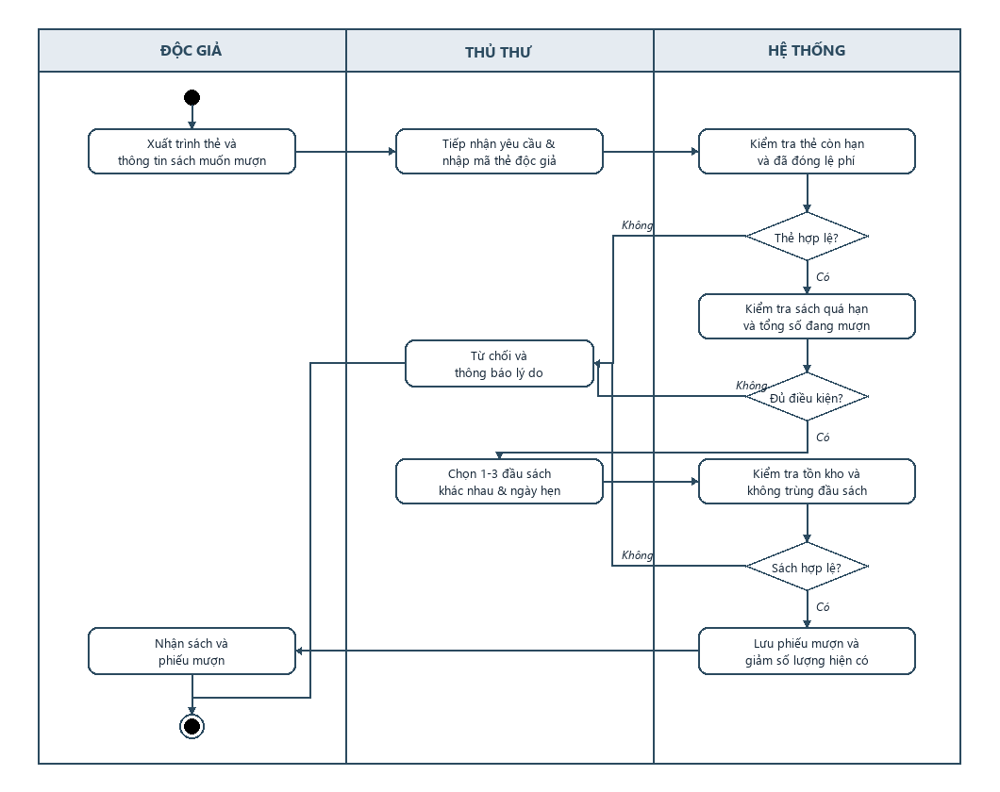 ĐỘC GIẢ
THỦ THƯ
HỆ THỐNG
Xuất trình thẻ và
thông tin sách muốn mượn
Tiếp nhận yêu cầu &
nhập mã thẻ độc giả
Kiểm tra thẻ còn hạn
và đã đóng lệ phí
Không
Thẻ hợp lệ?
Có
Kiểm tra sách quá hạn
và tổng số đang mượn
Từ chối và
thông báo lý do
Không
Đủ điều kiện?
Có
Chọn 1-3 đầu sách
khác nhau & ngày hẹn
Kiểm tra tồn kho và
không trùng đầu sách
Không
Sách hợp lệ?
Có
Nhận sách và
phiếu mượn
Lưu phiếu mượn và
giảm số lượng hiện có